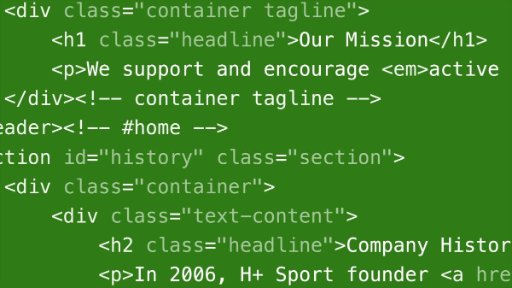 <div class="container tagline">
<h1 class="headline">Our Mission</h1>
<p>We support and encourage <em>active
</div><!-- container tagline -->
eader><!-- #home -->
ction id="history" class="section">
<div class="container">
<div class="text-content">
<h2 class="headline">Company Histor
<p>In 2006, H+ Sport founder <a hre